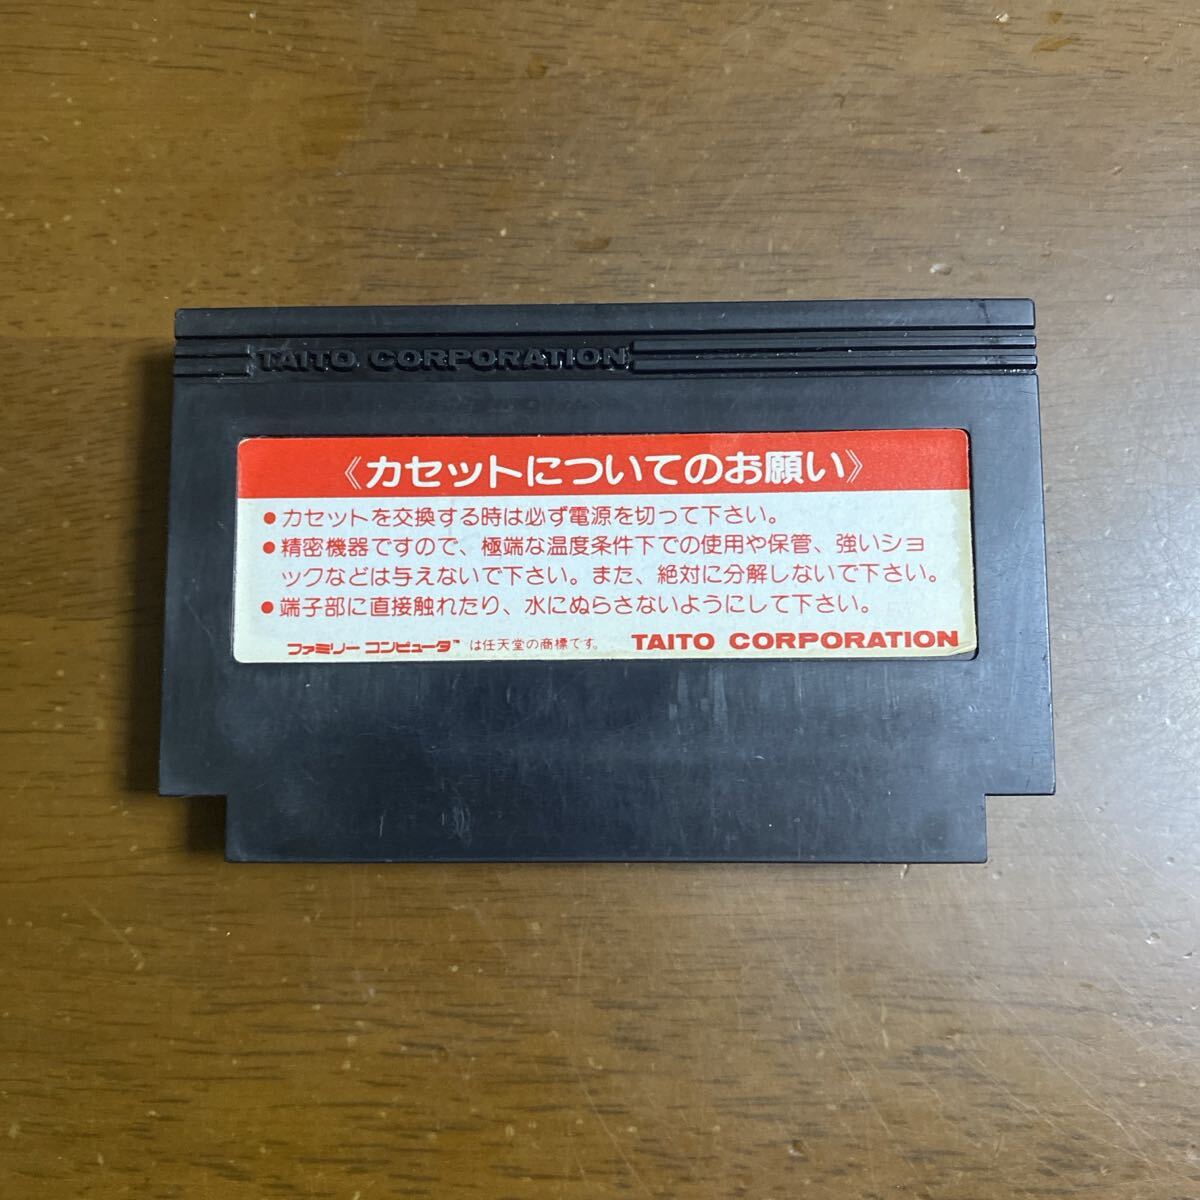 TAITO CORPORATION
《カセットについてのお願い》
●カセットを交換する時は必ず電源を切って下さい。
●精密機器ですので、極端な温度条件下での使用や保管、強いショ
ックなどは与えないで下さい。また、絶対に分解しないで下さい。
●端子部に直接触れたり、水にぬらさないようにして下さい。
ファミリーコンピュータ™は任天堂の商標です。 TAITO CORPORATION